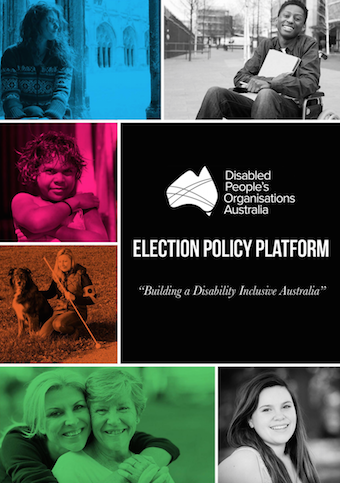 Disabled
People's
Organisations
Australia
ELECTION POLICY PLATFORM
“Building a Disability Inclusive Australia”